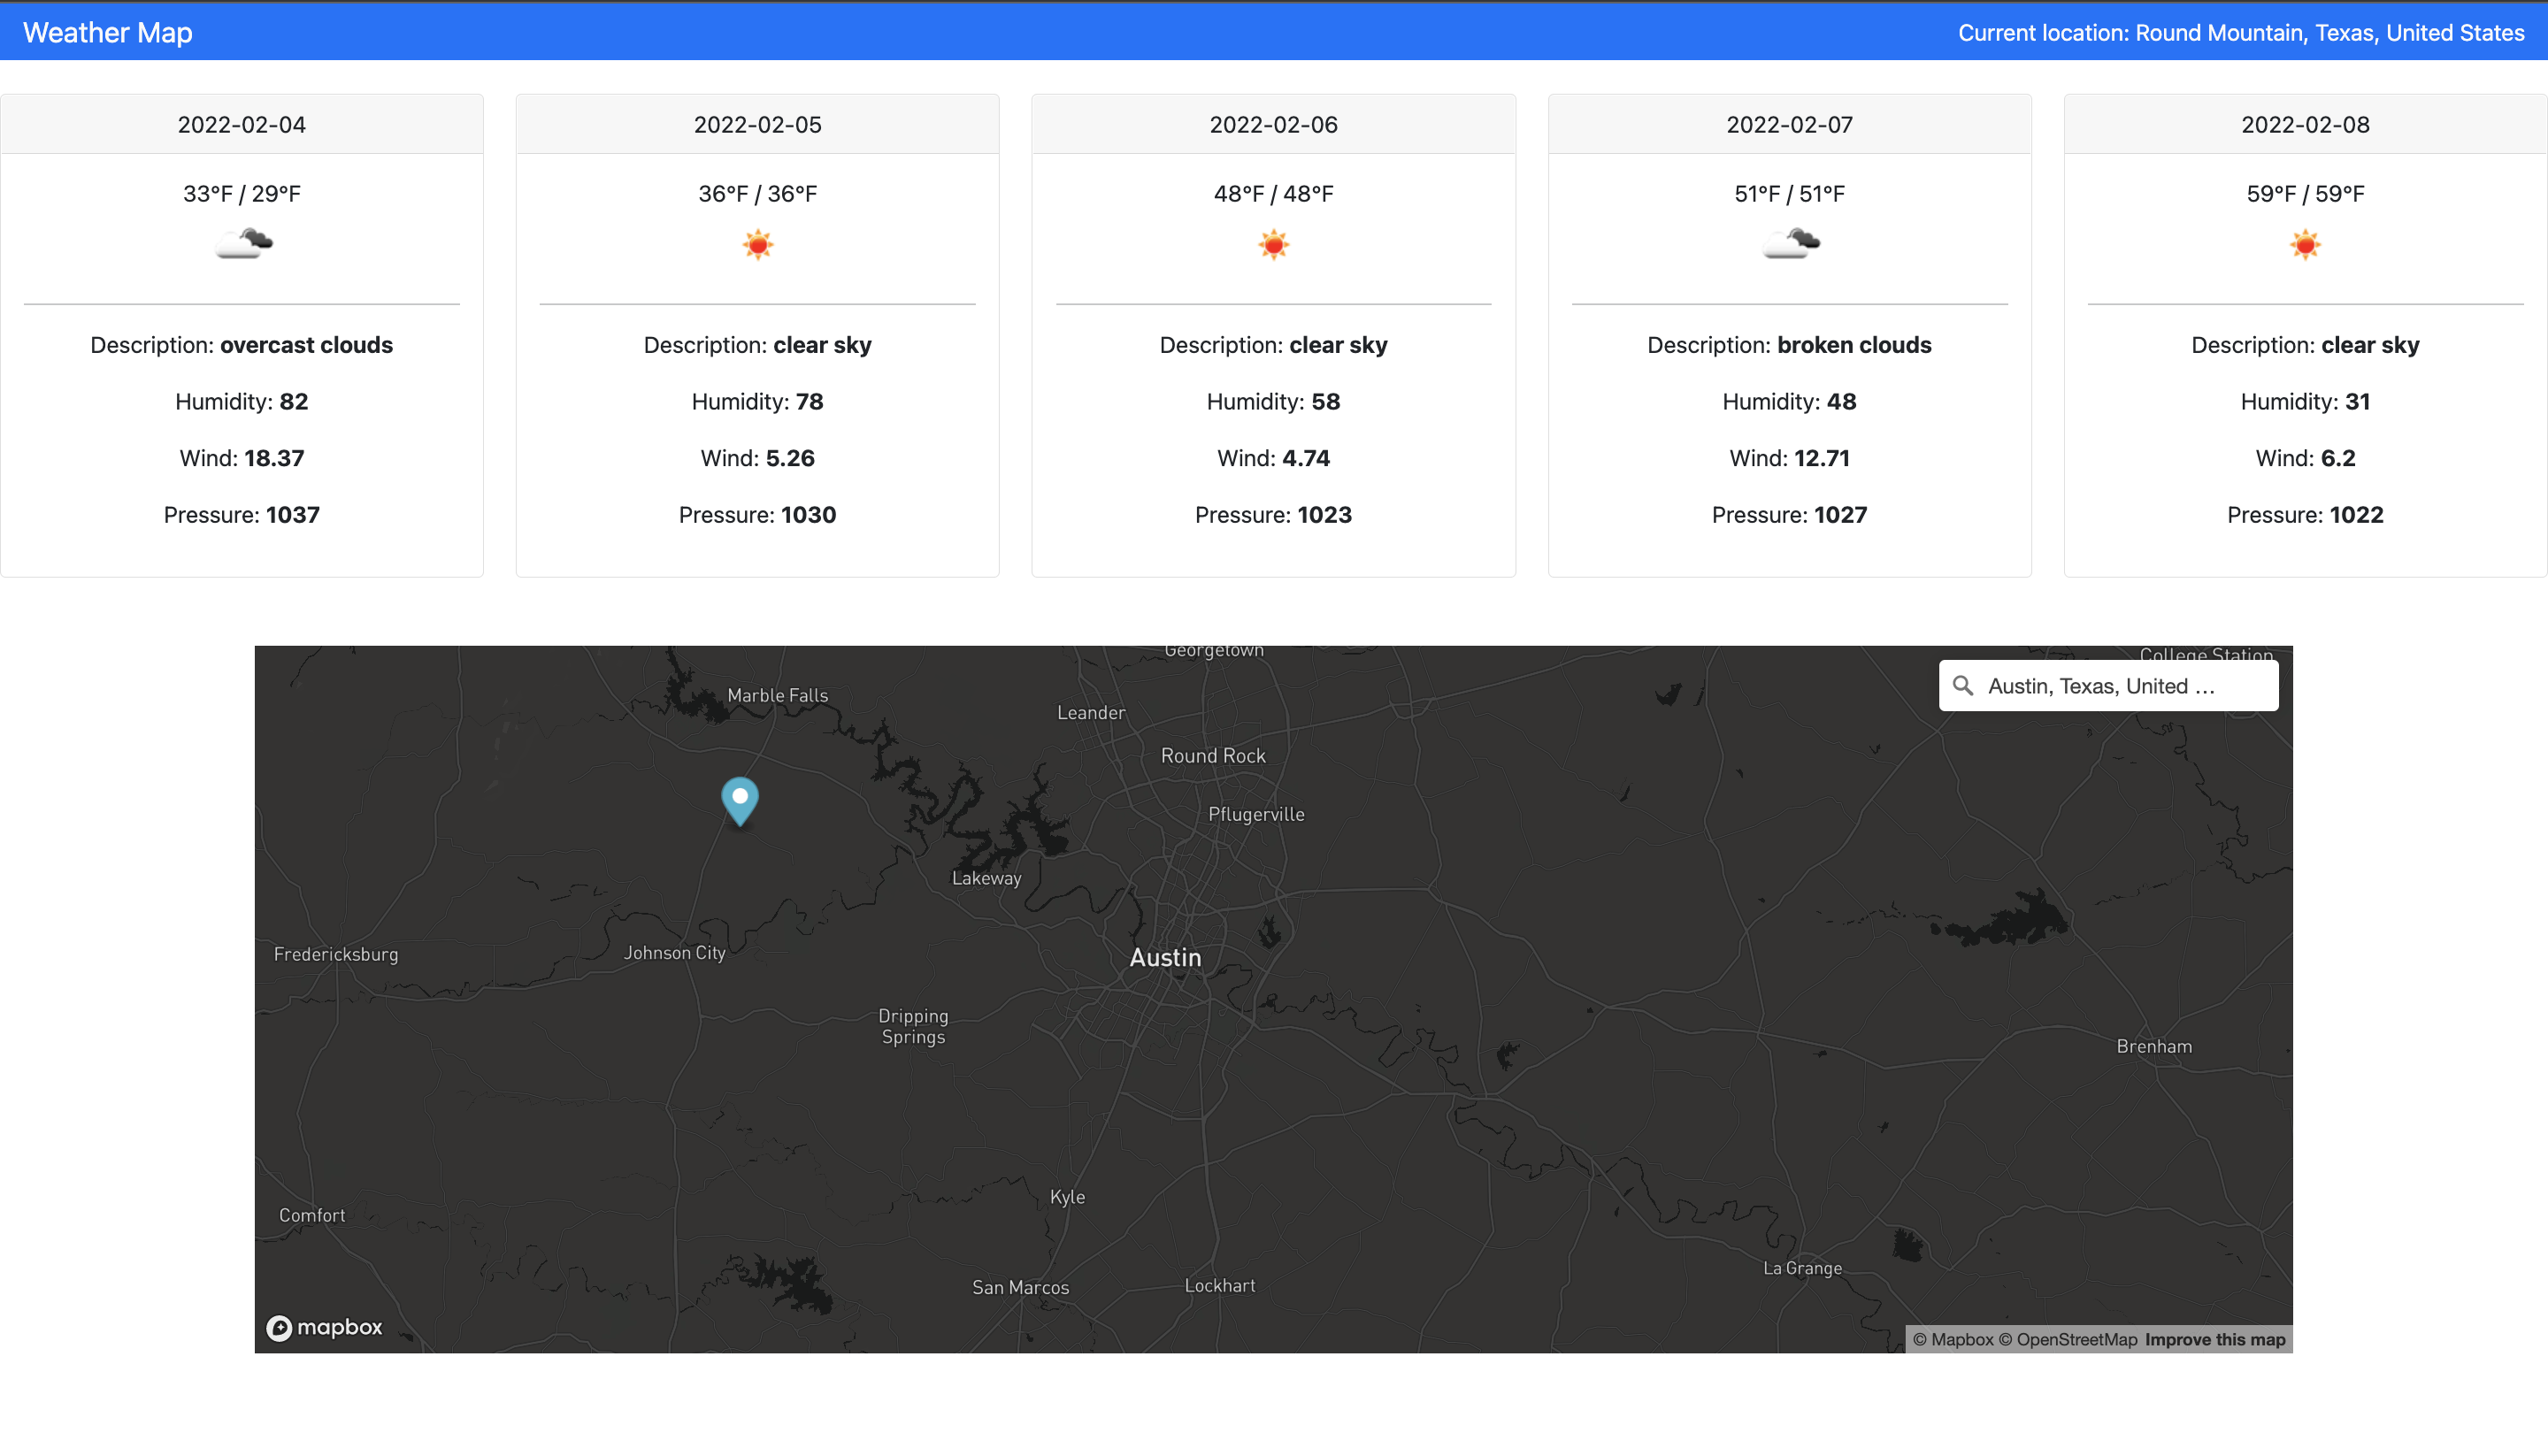 Weather Map
Current location: Round Mountain, Texas, United States
2022-02-04
33°F / 29°F
Description: overcast clouds
Humidity: 82
Wind: 18.37
Pressure: 1037
2022-02-05
36°F / 36°F
Description: clear sky
Humidity: 78
Wind: 5.26
Pressure: 1030
2022-02-06
48°F / 48°F
Description: clear sky
Humidity: 58
Wind: 4.74
Pressure: 1023
2022-02-07
51°F / 51°F
Description: broken clouds
Humidity: 48
Wind: 12.71
Pressure: 1027
2022-02-08
59°F / 59°F
Description: clear sky
Humidity: 31
Wind: 6.2
Pressure: 1022
Georgetown
College Station
Austin, Texas, United ...
Marble Falls
Leander
Round Rock
Pflugerville
Lakeway
Fredericksburg
Johnson City
Austin
Dripping
Springs
Brenham
Kyle
Comfort
La Grange
San Marcos
Lockhart
mapbox
© Mapbox © OpenStreetMap Improve this map